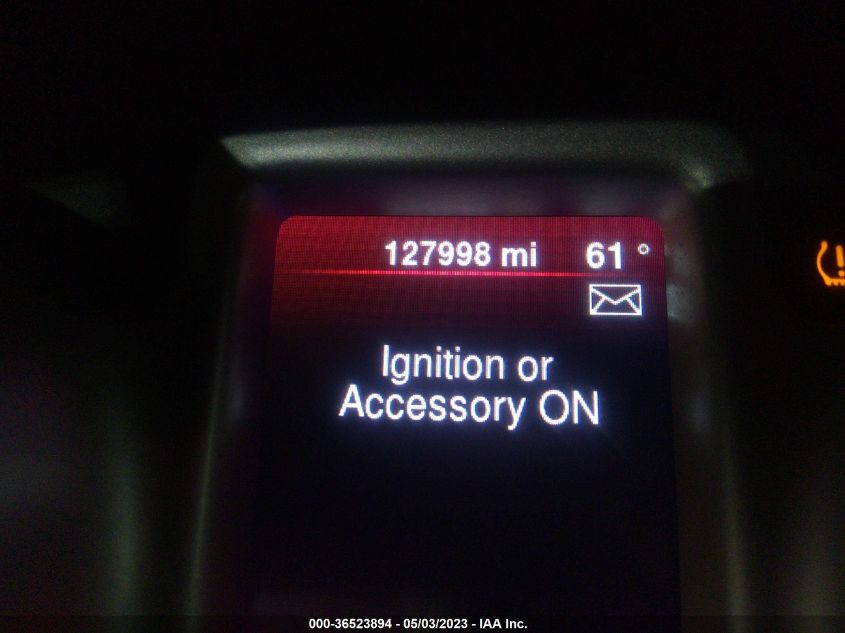 127998 mi 61 °
Ignition or
Accessory ON
000-36523894 - 05/03/2023 - IAA Inc.